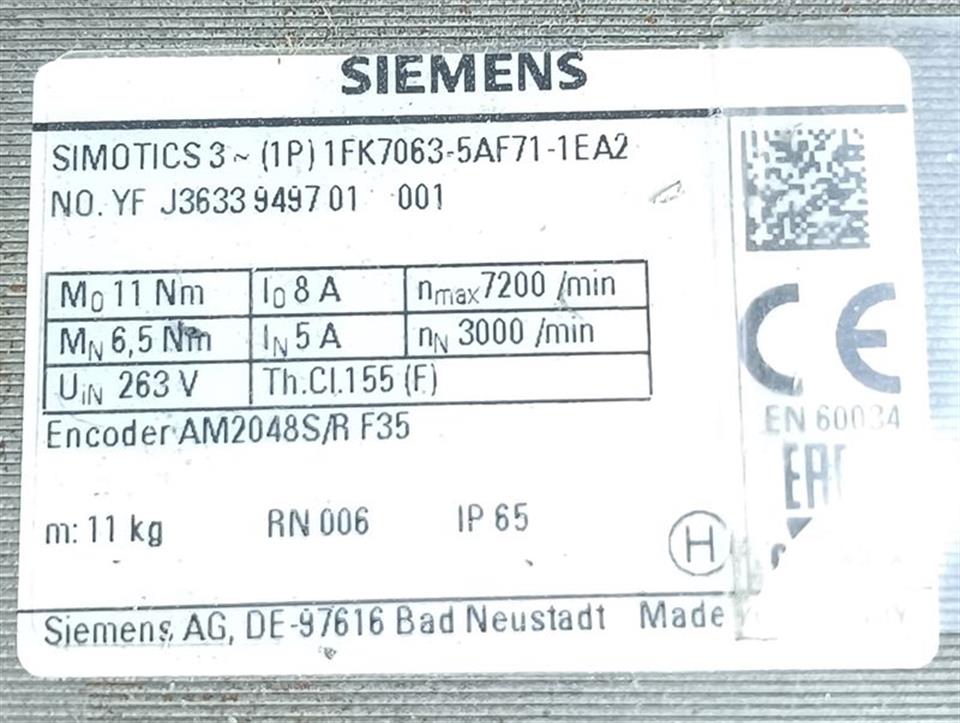 SIEMENS
SIMOTICS 3 ~ (1P) 1FK7063-5AF71-1EA2
NO. YF J3633 9497 01 001
M0 11 Nm I0 8 A nmax 7200 /min
MN 6,5 Nm IN 5 A nN 3000 /min
UiN 263 V Th.Cl.155 (F)
Encoder AM2048S/R F35
CE
EN 60034
EAC
m: 11 kg RN 006 IP 65
H
Siemens AG, DE-97616 Bad Neustadt Made